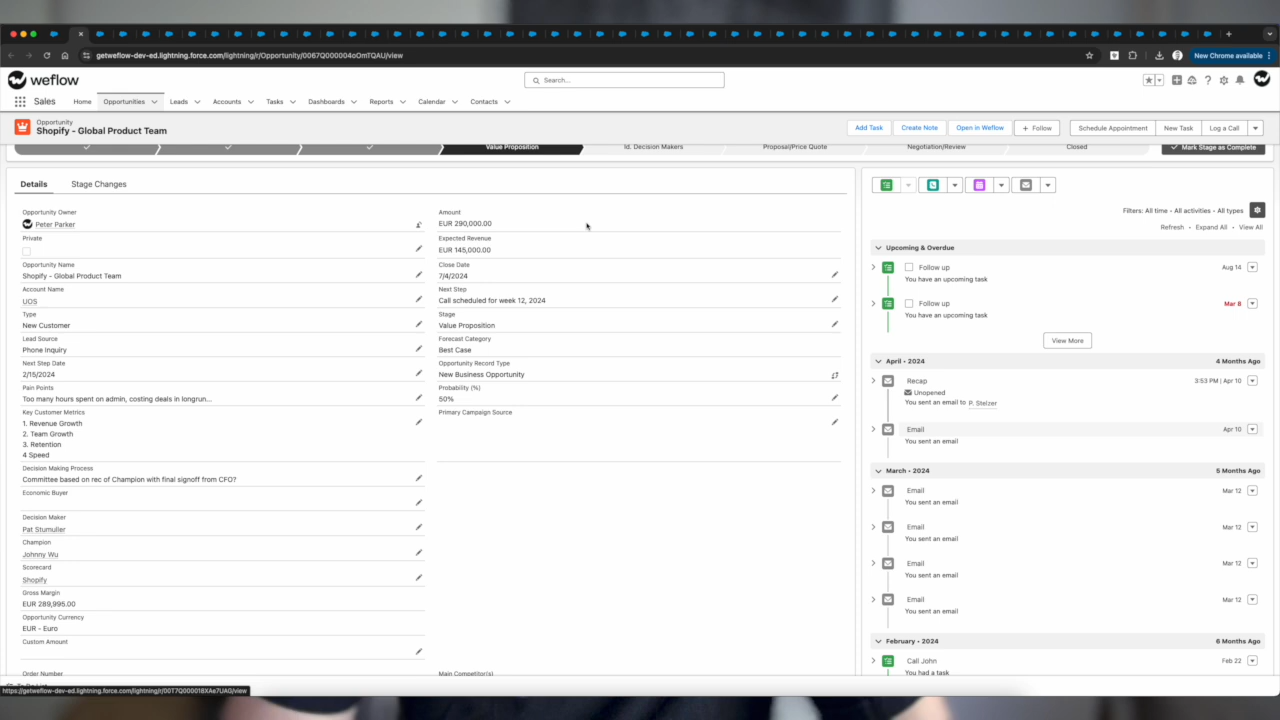 getweflow-dev-ed.lightning.force.com/lightning/r/Opportunity/0067Q000004oOmTQAU/view
New Chrome available
weflow
Search...
Sales
Home
Opportunities
Leads
Accounts
Tasks
Dashboards
Reports
Calendar
Contacts
Opportunity
Shopify - Global Product Team
Add Task
Create Note
Open in Weflow
+ Follow
Schedule Appointment
New Task
Log a Call
Value Proposition
Id. Decision Makers
Proposal/Price Quote
Negotiation/Review
Closed
Mark Stage as Complete
Details
Stage Changes
Opportunity Owner
Peter Parker
Private
Opportunity Name
Shopify - Global Product Team
Account Name
UOS
Type
New Customer
Lead Source
Phone Inquiry
Next Step Date
2/15/2024
Pain Points
Too many hours spent on admin, costing deals in longrun...
Key Customer Metrics
1. Revenue Growth
2. Team Growth
3. Retention
4 Speed
Decision Making Process
Committee based on rec of Champion with final signoff from CFO?
Economic Buyer
Decision Maker
Pat Stumuller
Champion
Johnny Wu
Scorecard
Shopify
Gross Margin
EUR 289,995.00
Opportunity Currency
EUR - Euro
Custom Amount
Order Number
Amount
EUR 290,000.00
Expected Revenue
EUR 145,000.00
Close Date
7/4/2024
Next Step
Call scheduled for week 12, 2024
Stage
Value Proposition
Forecast Category
Best Case
Opportunity Record Type
New Business Opportunity
Probability (%)
50%
Primary Campaign Source
Main Competitor(s)
Filters: All time • All activities • All types
Refresh • Expand All • View All
Upcoming & Overdue
Follow up
Aug 14
You have an upcoming task
Follow up
Mar 8
You have an upcoming task
View More
April • 2024
4 Months Ago
Recap
3:53 PM | Apr 10
Unopened
You sent an email to P. Stelzer
Email
Apr 10
You sent an email
March • 2024
5 Months Ago
Email
Mar 12
You sent an email
Email
Mar 12
You sent an email
Email
Mar 12
You sent an email
Email
Mar 12
You sent an email
February • 2024
6 Months Ago
Call John
Feb 22
You had a task